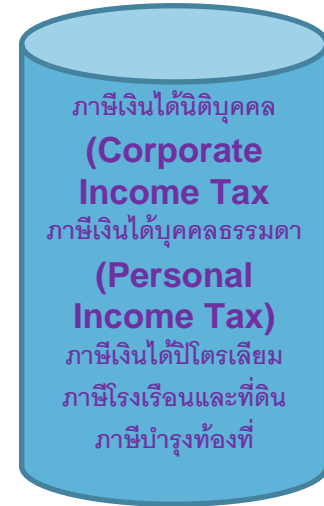 ภาษีเงินได้นิติบุคคล
(Corporate
Income Tax
ภาษีเงินได้บุคคลธรรมดา
(Personal
Income Tax)
ภาษีเงินได้ปิโตรเลียม
ภาษีโรงเรือนและที่ดิน
ภาษีบำรุงท้องที่